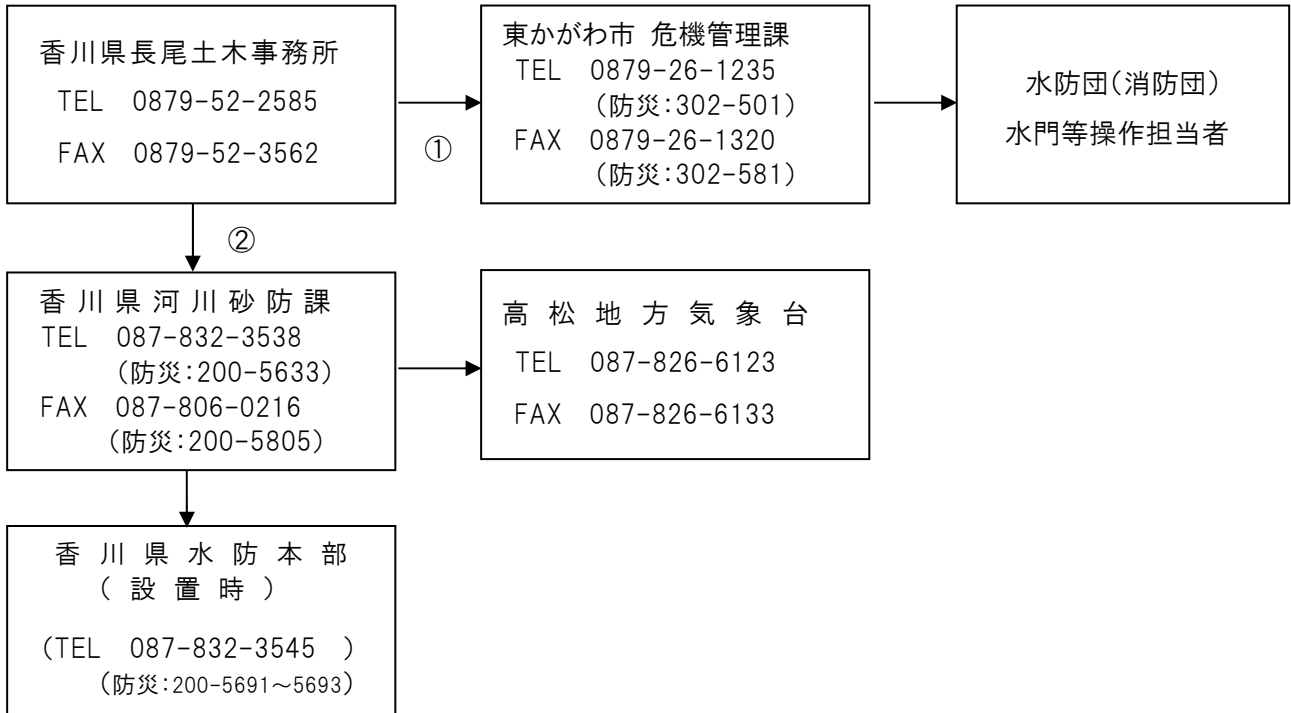 香川県長尾土木事務所
TEL 0879-52-2585
FAX 0879-52-3562
①
東かがわ市 危機管理課
TEL 0879-26-1235
(防災:302-501)
FAX 0879-26-1320
(防災:302-581)
水防団(消防団)
水門等操作担当者
②
香川県河川砂防課
TEL 087-832-3538
(防災:200-5633)
FAX 087-806-0216
(防災:200-5805)
高松地方気象台
TEL 087-826-6123
FAX 087-826-6133
香川県水防本部
(設置時)
(TEL 087-832-3545 )
(防災:200-5691~5693)